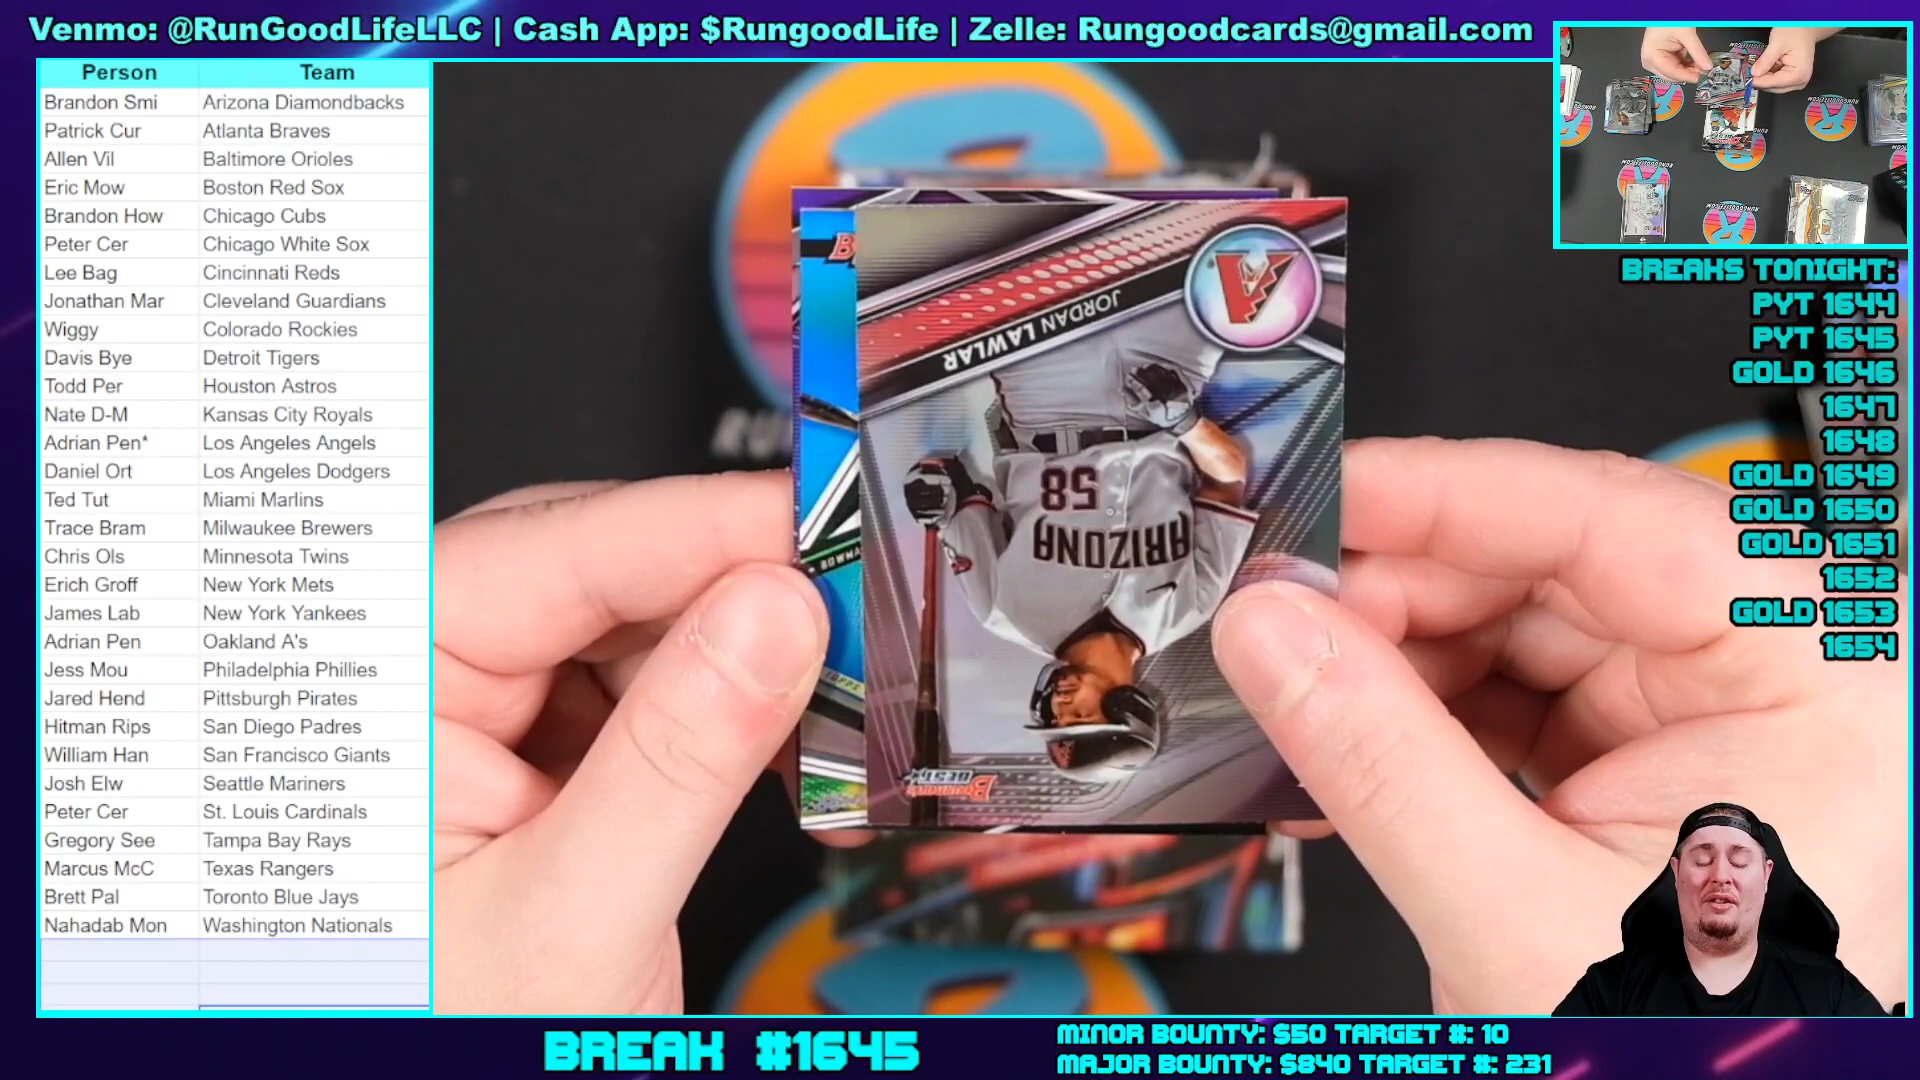 Venmo: @RunGoodLifeLLC | Cash App: $RungoodLife | Zelle: Rungoodcards@gmail.com
Person Team
Brandon Smi Arizona Diamondbacks
Patrick Cur Atlanta Braves
Allen Vil Baltimore Orioles
Eric Mow Boston Red Sox
Brandon How Chicago Cubs
Peter Cer Chicago White Sox
Lee Bag Cincinnati Reds
Jonathan Mar Cleveland Guardians
Wiggy Colorado Rockies
Davis Bye Detroit Tigers
Todd Per Houston Astros
Nate D-M Kansas City Royals
Adrian Pen* Los Angeles Angels
Daniel Ort Los Angeles Dodgers
Ted Tut Miami Marlins
Trace Bram Milwaukee Brewers
Chris Ols Minnesota Twins
Erich Groff New York Mets
James Lab New York Yankees
Adrian Pen Oakland A's
Jess Mou Philadelphia Phillies
Jared Hend Pittsburgh Pirates
Hitman Rips San Diego Padres
William Han San Francisco Giants
Josh Elw Seattle Mariners
Peter Cer St. Louis Cardinals
Gregory See Tampa Bay Rays
Marcus McC Texas Rangers
Brett Pal Toronto Blue Jays
Nahadab Mon Washington Nationals
JORDAN LAWLAR
58
ARIZONA
BOWMAN'S
BEST
BREAKS TONIGHT:
PYT 1644
PYT 1645
GOLD 1646
1647
1648
GOLD 1649
GOLD 1650
GOLD 1651
1652
GOLD 1653
1654
BREAK #1645
MINOR BOUNTY: $50 TARGET #: 10
MAJOR BOUNTY: $840 TARGET #: 231